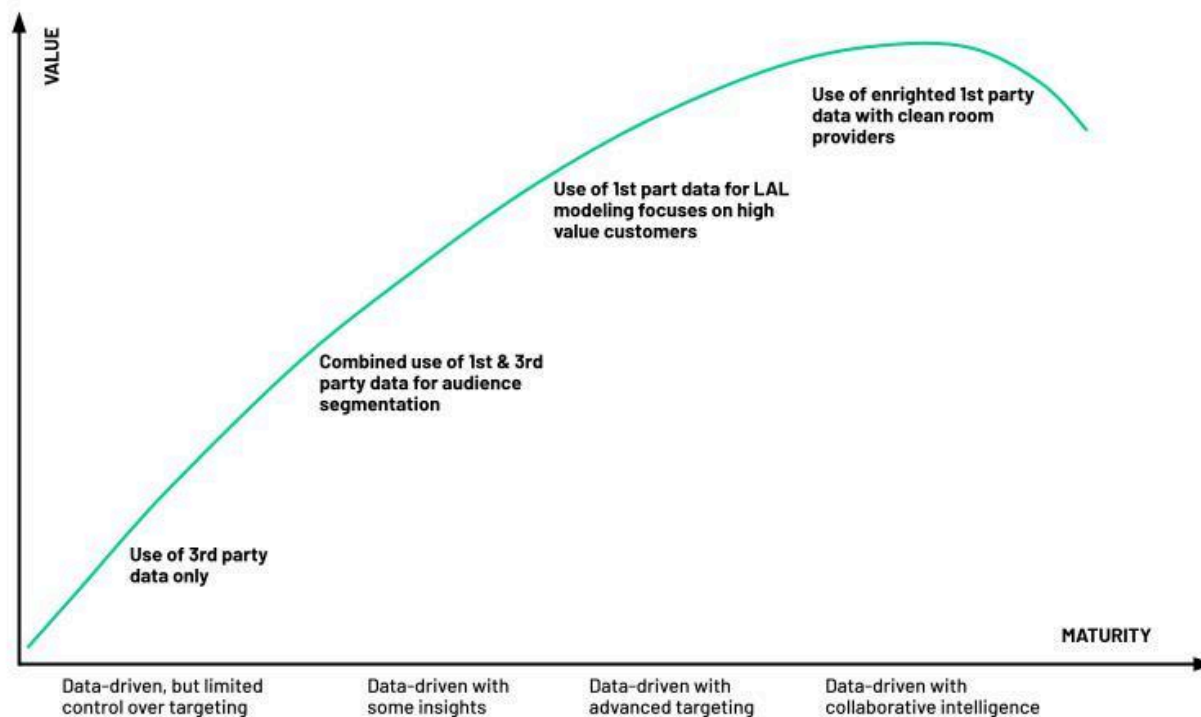 VALUE
Use of enrighted 1st party
data with clean room
providers
Use of 1st part data for LAL
modeling focuses on high
value customers
Combined use of 1st & 3rd
party data for audience
segmentation
Use of 3rd party
data only
MATURITY
Data-driven, but limited
control over targeting
Data-driven with
some insights
Data-driven with
advanced targeting
Data-driven with
collaborative intelligence